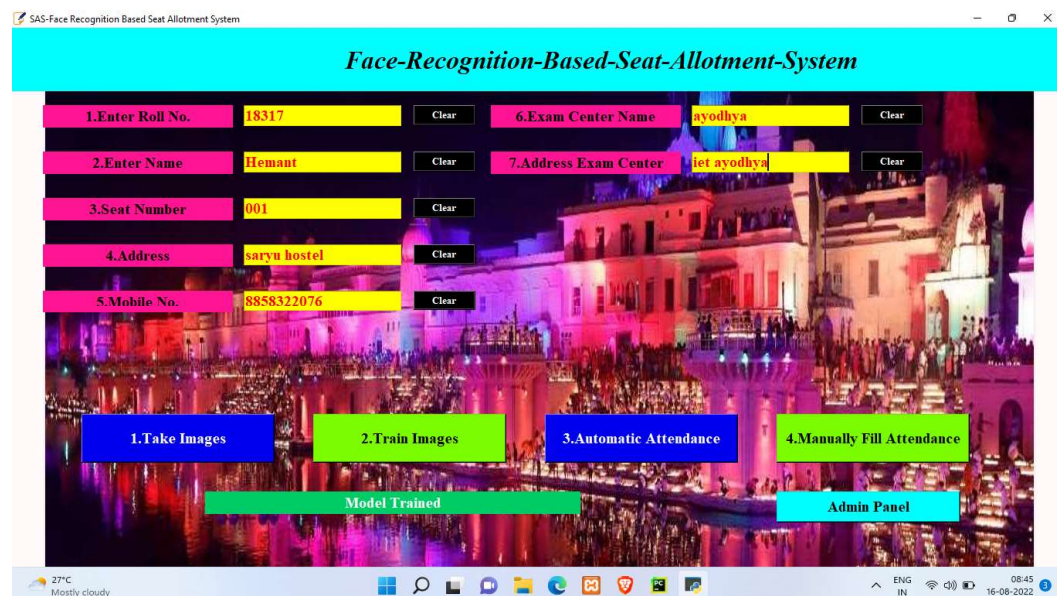 SAS-Face Recognition Based Seat Allotment System
Face-Recognition-Based-Seat-Allotment-System
1.Enter Roll No. 18317 Clear 6.Exam Center Name ayodhya Clear
2.Enter Name Hemant Clear 7.Address Exam Center iet ayodhya Clear
3.Seat Number 001 Clear
4.Address saryu hostel Clear
5.Mobile No. 8858322076 Clear
1.Take Images 2.Train Images 3.Automatic Attendance 4.Manually Fill Attendance
Model Trained Admin Panel
27°C ENG 08:45
Mostly cloudy PC IN 16-08-2022 3